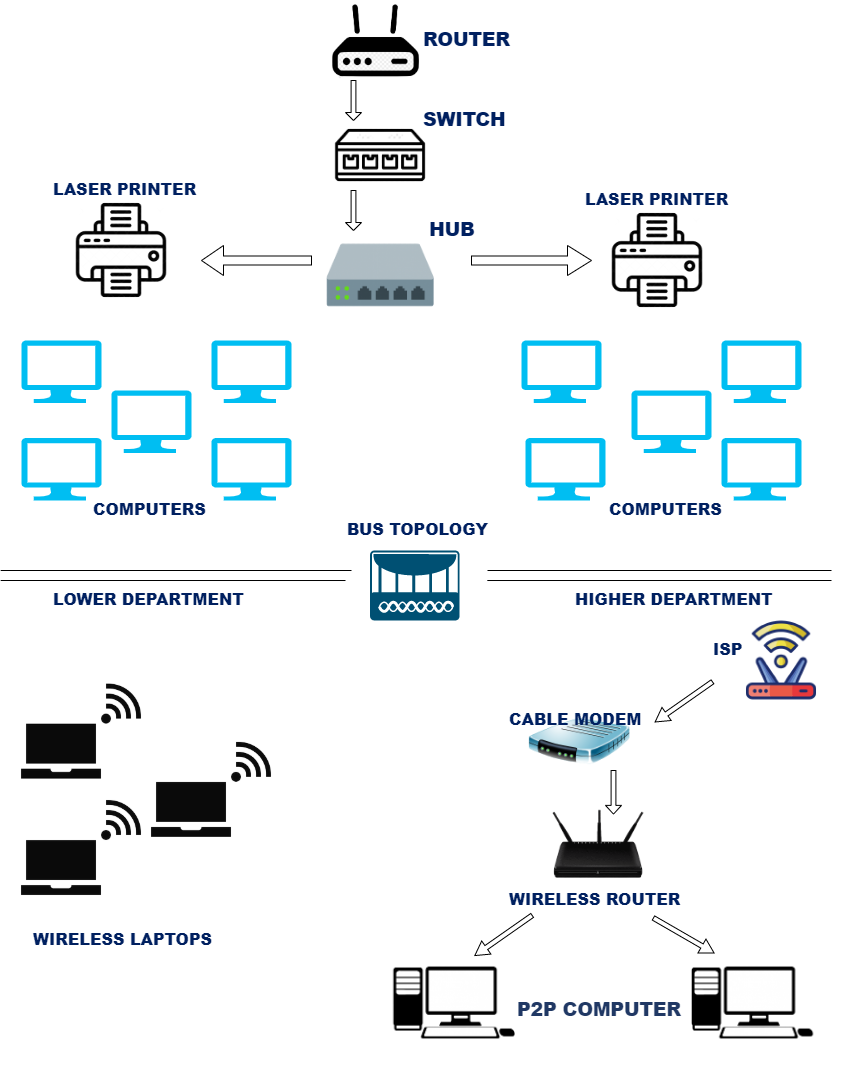 ROUTER
SWITCH
LASER PRINTER
LASER PRINTER
HUB
COMPUTERS
COMPUTERS
BUS TOPOLOGY
LOWER DEPARTMENT
HIGHER DEPARTMENT
ISP
CABLE MODEM
WIRELESS ROUTER
WIRELESS LAPTOPS
P2P COMPUTER